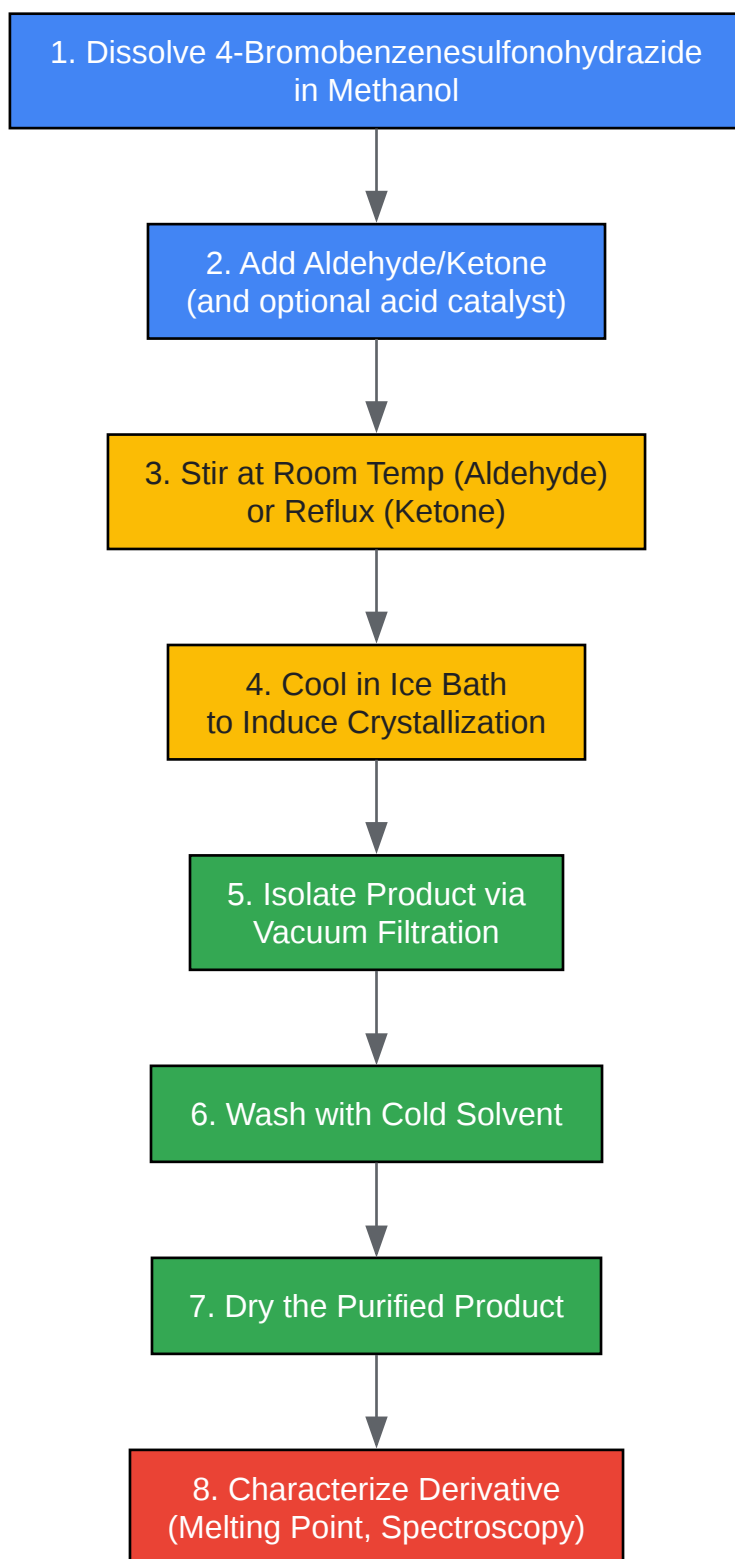 1. Dissolve 4-Bromobenzenesulfonohydrazide
in Methanol
2. Add Aldehyde/Ketone
(and optional acid catalyst)
3. Stir at Room Temp (Aldehyde)
or Reflux (Ketone)
4. Cool in Ice Bath
to Induce Crystallization
5. Isolate Product via
Vacuum Filtration
6. Wash with Cold Solvent
7. Dry the Purified Product
8. Characterize Derivative
(Melting Point, Spectroscopy)